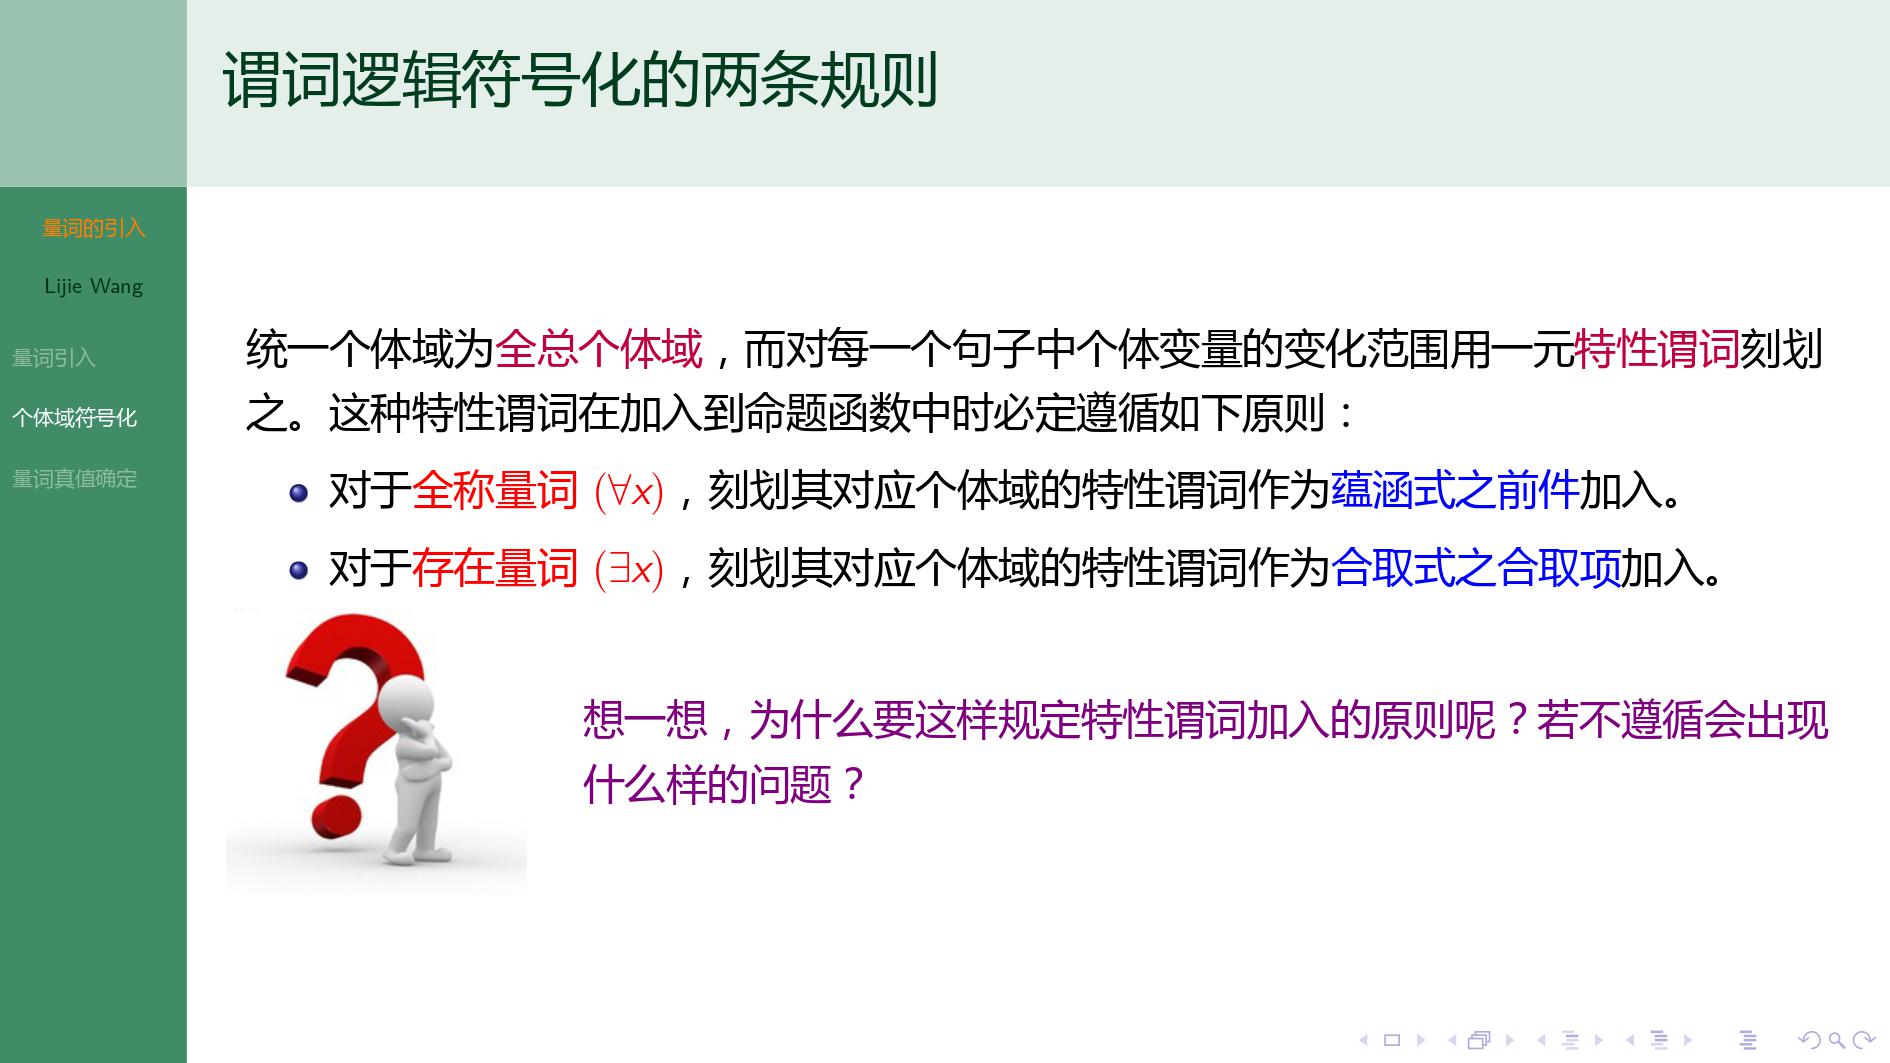 谓词逻辑符号化的两条规则
量词的引入
Lijie Wang
量词引入
个体域符号化
量词真值确定
统一个体域为全总个体域，而对每一个句子中个体变量的变化范围用一元特性谓词刻划
之。这种特性谓词在加入到命题函数中时必定遵循如下原则：
对于全称量词 (∀x)，刻划其对应个体域的特性谓词作为蕴涵式之前件加入。
对于存在量词 (∃x)，刻划其对应个体域的特性谓词作为合取式之合取项加入。
想一想，为什么要这样规定特性谓词加入的原则呢？若不遵循会出现
什么样的问题？